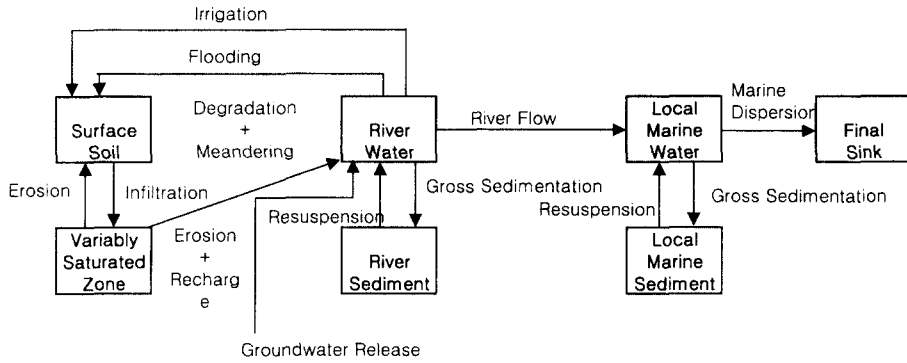 Irrigation
Flooding
Degradation
+
Meandering
Surface
Soil
River
Water
River Flow
Local
Marine
Water
Marine
Dispersion
Final
Sink
Erosion
Infiltration
Gross Sedimentation
Resuspension
Resuspension
Gross Sedimentation
Variably
Saturated
Zone
Erosion
+
Recharg
e
River
Sediment
Local
Marine
Sediment
Groundwater Release